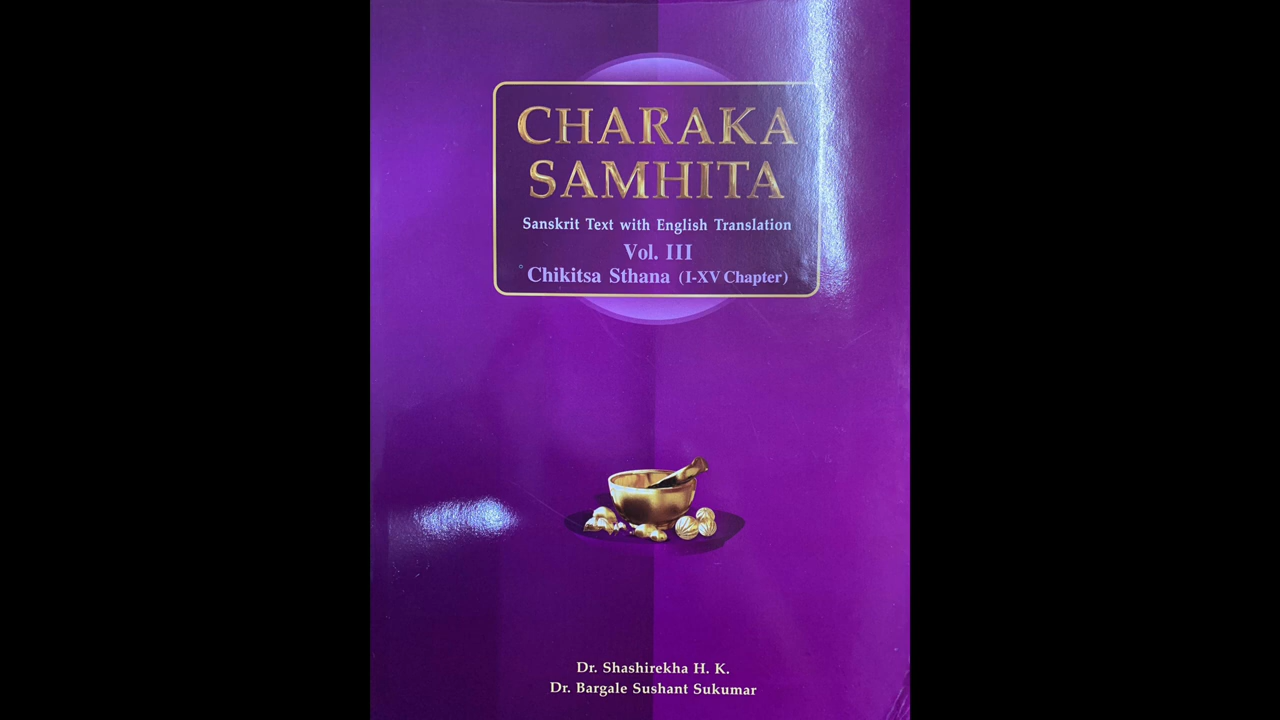 CHARAKA
SAMHITA
Sanskrit Text with English Translation
Vol. III
Chikitsa Sthana (I-XV Chapter)
Dr. Shashirekha H. K.
Dr. Bargale Sushant Sukumar